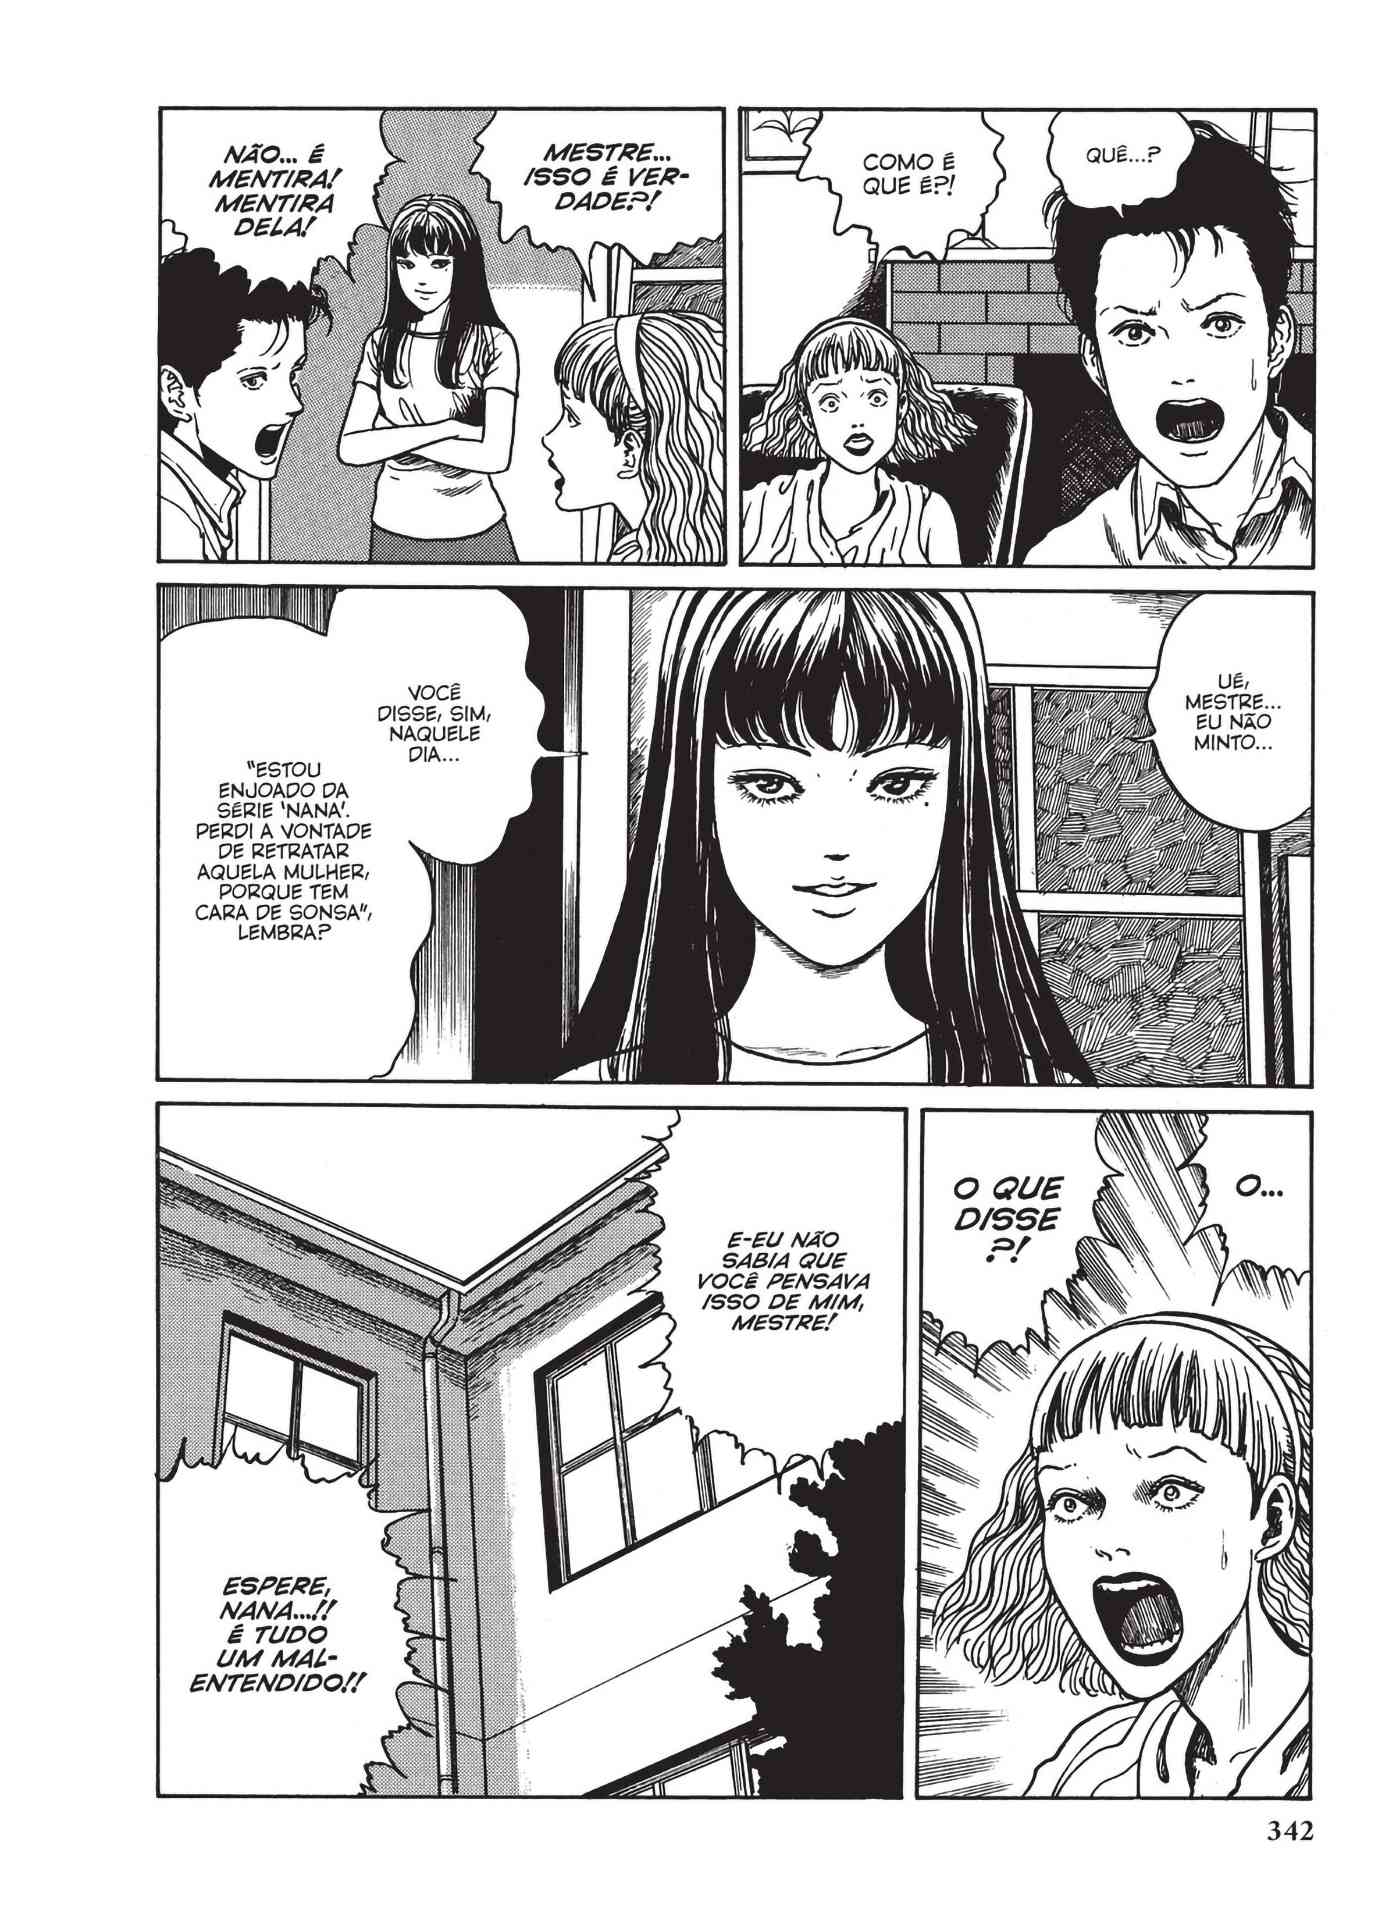 QUÊ...?
COMO É
QUE É?!
MESTRE...
ISSO É VER-
DADE?!
NÃO... É
MENTIRA!
MENTIRA
DELA!
UÉ,
MESTRE...
EU NÃO
MINTO...
VOCÊ
DISSE, SIM,
NAQUELE
DIA...
"ESTOU
ENJOADO DA
SÉRIE 'NANA'.
PERDI A VONTADE
DE RETRATAR
AQUELA MULHER,
PORQUE TEM
CARA DE SONSA",
LEMBRA?
O...
O QUE
DISSE
?!
E-EU NÃO
SABIA QUE
VOCÊ PENSAVA
ISSO DE MIM,
MESTRE!
ESPERE,
NANA...!!
É TUDO
UM MAL-
ENTENDIDO!!
342